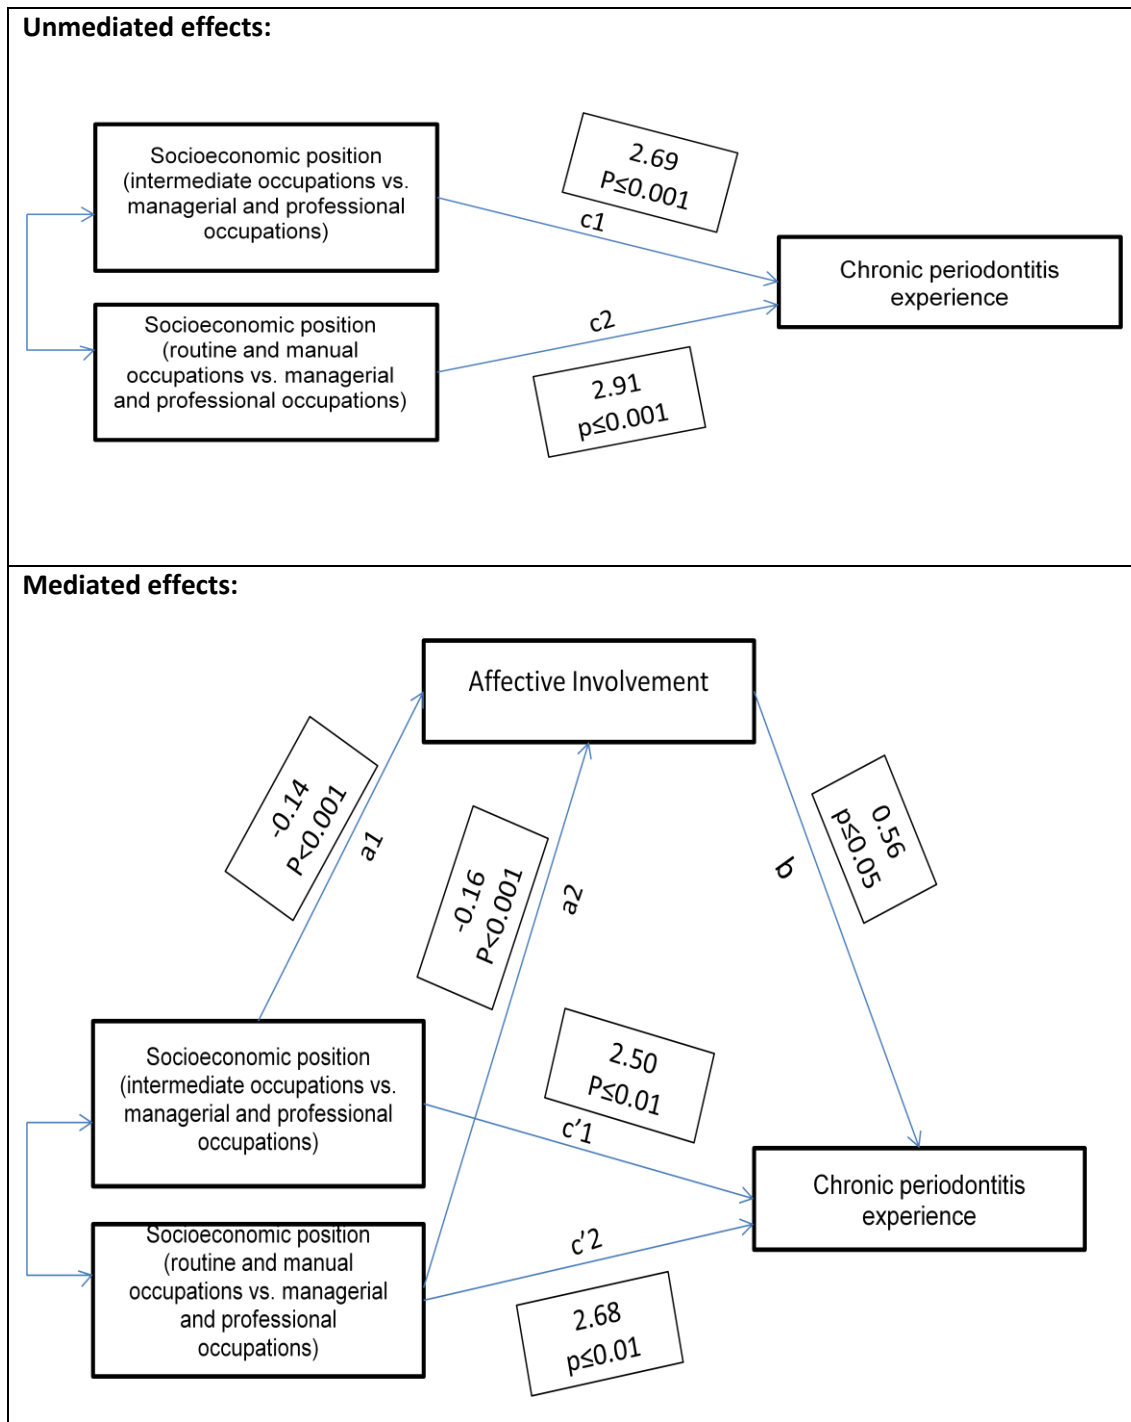 Unmediated effects:
Socioeconomic position
(intermediate occupations vs.
managerial and professional
occupations)
2.69
P≤0.001
c1
Chronic periodontitis
experience
Socioeconomic position
(routine and manual
occupations vs. managerial
and professional occupations)
c2
2.91
p≤0.001
Mediated effects:
Affective Involvement
-0.14
P<0.001
a1
-0.16
P<0.001
a2
0.56
p≤0.05
b
Socioeconomic position
(intermediate occupations vs.
managerial and professional
occupations)
2.50
P≤0.01
c'1
Chronic periodontitis
experience
Socioeconomic position
(routine and manual
occupations vs. managerial
and professional
occupations)
c'2
2.68
p≤0.01